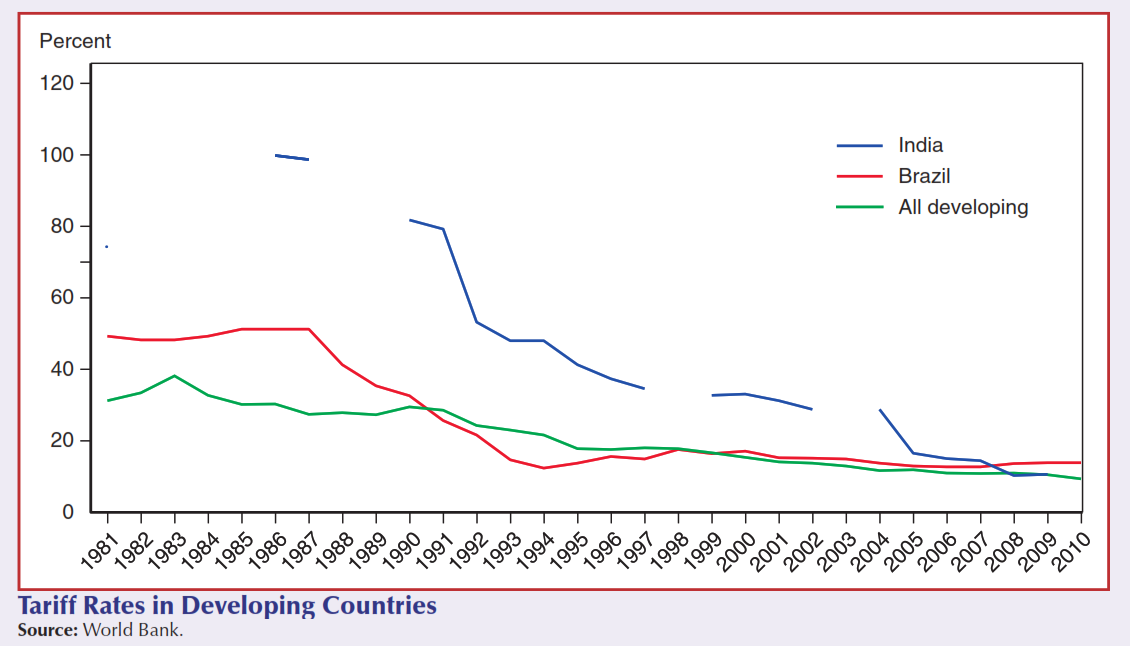 Percent
120
100
80
60
40
20
0
India
Brazil
All developing
1981 1982 1983 1984 1985 1986 1987 1988 1989 1990 1991 1992 1993 1994 1995 1996 1997 1998 1999 2000 2001 2002 2003 2004 2005 2006 2007 2008 2009 2010
Tariff Rates in Developing Countries
Source: World Bank.